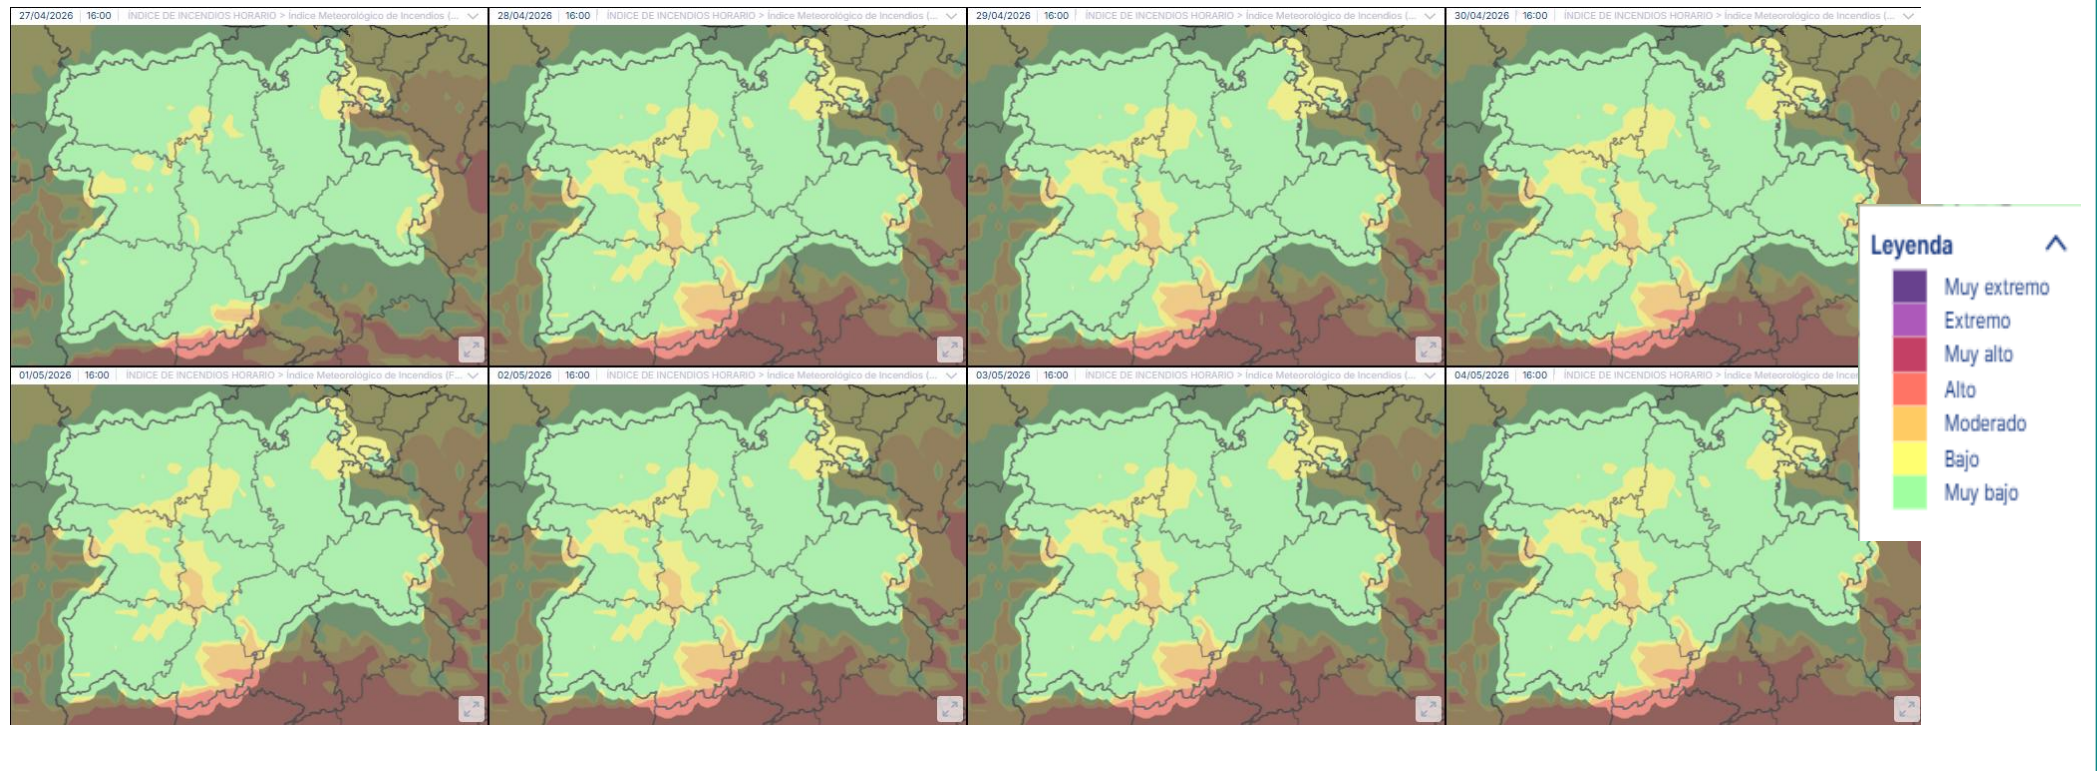 27/04/2026 16:00 ÍNDICE DE INCENDIOS HORARIO > Índice Meteorológico de Incendios (...
28/04/2026 16:00 ÍNDICE DE INCENDIOS HORARIO > Índice Meteorológico de Incendios (...
29/04/2026 16:00 ÍNDICE DE INCENDIOS HORARIO > Índice Meteorológico de Incendios (...
30/04/2026 16:00 ÍNDICE DE INCENDIOS HORARIO > Índice Meteorológico de Incendios (...
01/05/2026 16:00 ÍNDICE DE INCENDIOS HORARIO > Índice Meteorológico de Incendios (F...
02/05/2026 16:00 ÍNDICE DE INCENDIOS HORARIO > Índice Meteorológico de Incendios (...
03/05/2026 16:00 ÍNDICE DE INCENDIOS HORARIO > Índice Meteorológico de Incendios (...
04/05/2026 16:00 ÍNDICE DE INCENDIOS HORARIO > Índice Meteorológico de Incen
Leyenda
Muy extremo
Extremo
Muy alto
Alto
Moderado
Bajo
Muy bajo